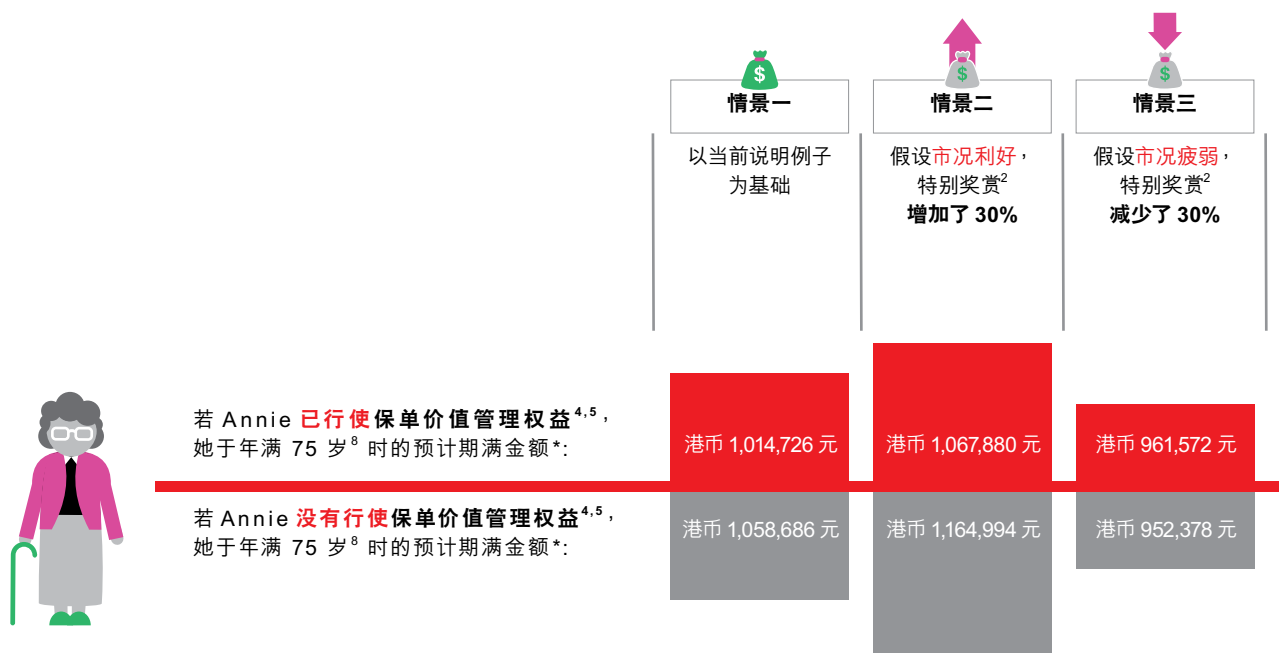 $
$
$
情景一
情景二
情景三
以当前说明例子
为基础
假设市况利好，
特别奖赏2
增加了 30%
假设市况疲弱，
特别奖赏2
减少了 30%
若 Annie 已行使保单价值管理权益4,5，
她于年满 75 岁8 时的预计期满金额*:
港币 1,014,726 元
港币 1,067,880 元
港币 961,572 元
若 Annie 没有行使保单价值管理权益4,5，
她于年满 75 岁8 时的预计期满金额*:
港币 1,058,686 元
港币 1,164,994 元
港币 952,378 元